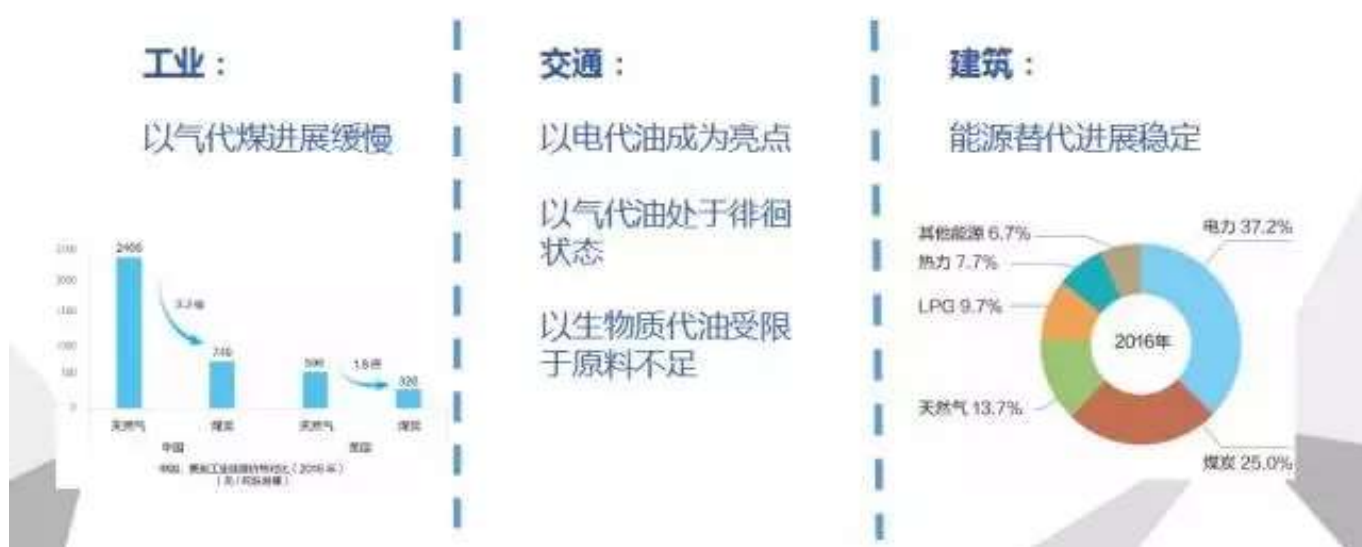 工业：
以气代煤进展缓慢
2000
1000
0
天然气
煤炭
天然气
煤炭
中国
美国
交通：
以电代油成为亮点
以气代油处于徘徊
状态
以生物质代油受限
于原料不足
建筑：
能源替代进展稳定
其他能源 6.7%
热力 7.7%
LPG 9.7%
天然气 13.7%
电力 37.2%
煤炭 25.0%
2016年